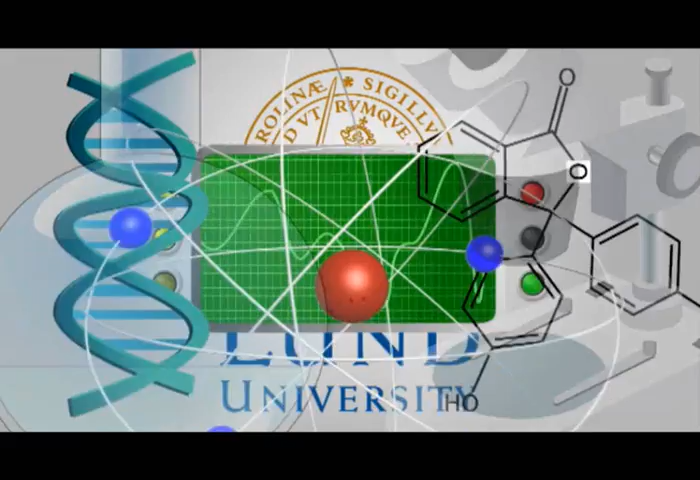 ROLINÆ * SIGILLV
D VT RVMQVE
O
O
LUND
UNIVERSITY
HO